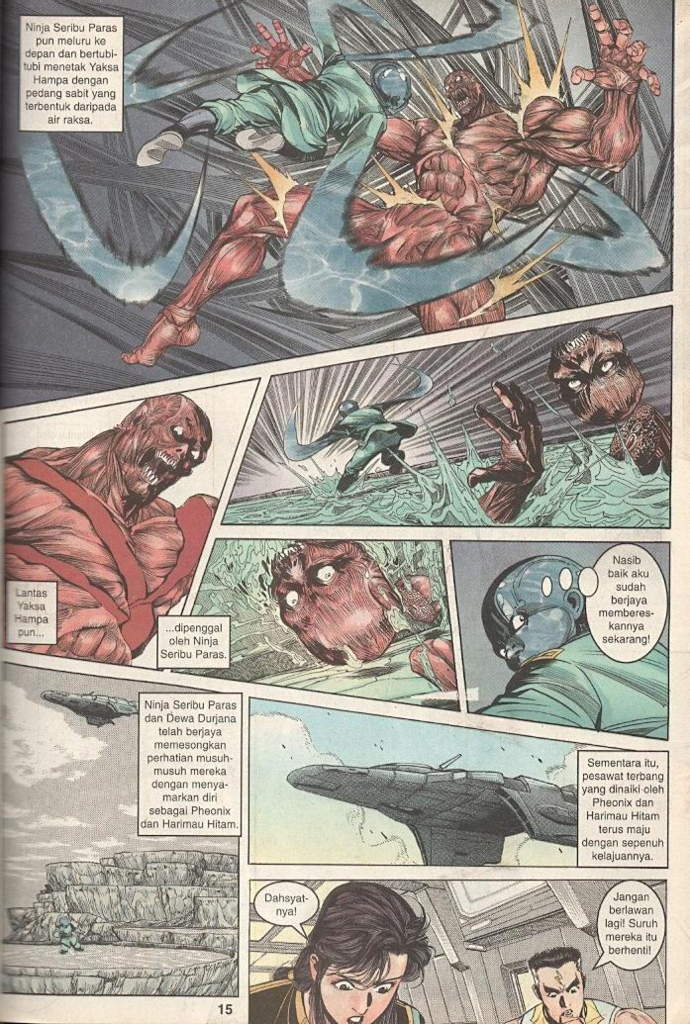 Ninja Seribu Paras
pun meluru ke
depan dan bertubi-
tubi menetak Yaksa
Hampa dengan
pedang sabit yang
terbentuk daripada
air raksa.
Lantas
Yaksa
Hampa
pun...
...dipenggal
oleh Ninja
Seribu Paras.
Nasib
baik aku
sudah
berjaya
memberes-
kannya
sekarang!
Ninja Seribu Paras
dan Dewa Durjana
telah berjaya
memesongkan
perhatian musuh-
musuh mereka
dengan menya-
markan diri
sebagai Pheonix
dan Harimau Hitam.
Sementara itu,
pesawat terbang
yang dinaiki oleh
Pheonix dan
Harimau Hitam
terus maju
dengan sepenuh
kelajuannya.
Dahsyat-
nya!
Jangan
berlawan
lagi! Suruh
mereka itu
berhenti!
15